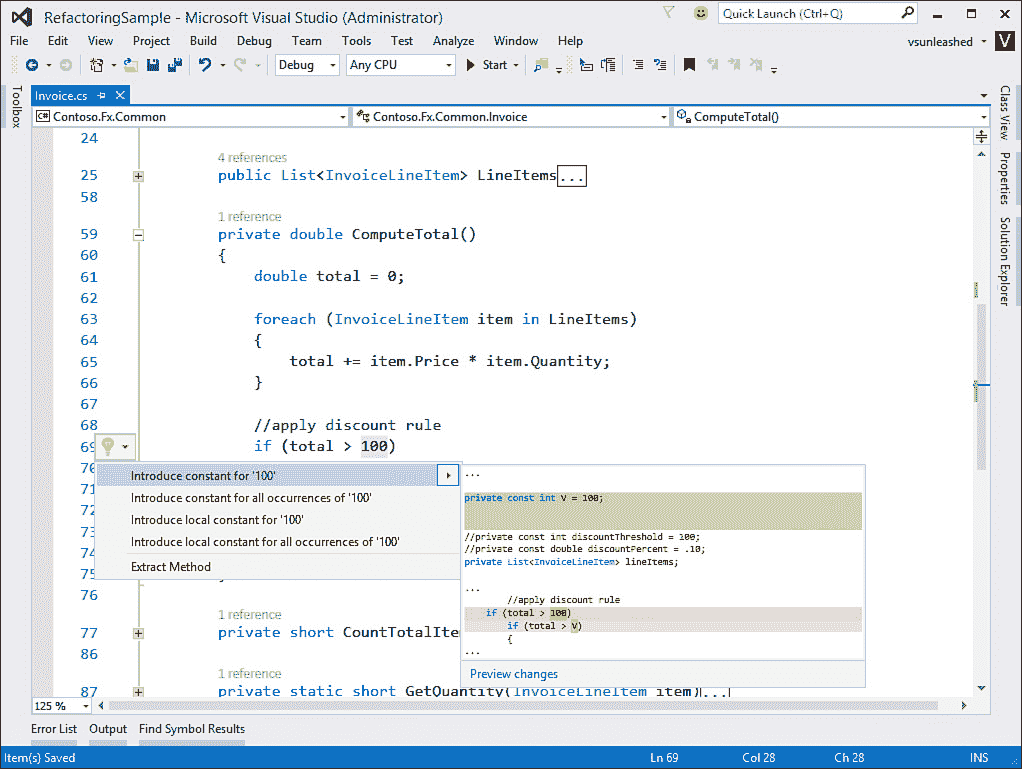 RefactoringSample - Microsoft Visual Studio (Administrator)
Quick Launch (Ctrl+Q)
File Edit View Project Build Debug Team Tools Test Analyze Window Help
vsunleashed
V
Debug Any CPU Start
Toolbox
Invoice.cs
Class View
Properties
Solution Explorer
C# Contoso.Fx.Common Contoso.Fx.Common.Invoice ComputeTotal()
24
4 references
25 public List<InvoiceLineItem> LineItems...
58
1 reference
59 private double ComputeTotal()
60 {
61 double total = 0;
62
63 foreach (InvoiceLineItem item in LineItems)
64 {
65 total += item.Price * item.Quantity;
66 }
67
68 //apply discount rule
69 if (total > 100)
70
71
72
73
74
75
76
Introduce constant for '100'
Introduce constant for all occurrences of '100'
Introduce local constant for '100'
Introduce local constant for all occurrences of '100'
Extract Method
...
private const int V = 100;
//private const int discountThreshold = 100;
//private const double discountPercent = .10;
private List<InvoiceLineItem> lineItems;
...
//apply discount rule
if (total > 100)
if (total > V)
{
...
Preview changes
1 reference
77 private short CountTotalIte
86
1 reference
87 private static short GetQuantity(InvoiceLineItem item)...
125 %
Error List Output Find Symbol Results
Item(s) Saved Ln 69 Col 28 Ch 28 INS